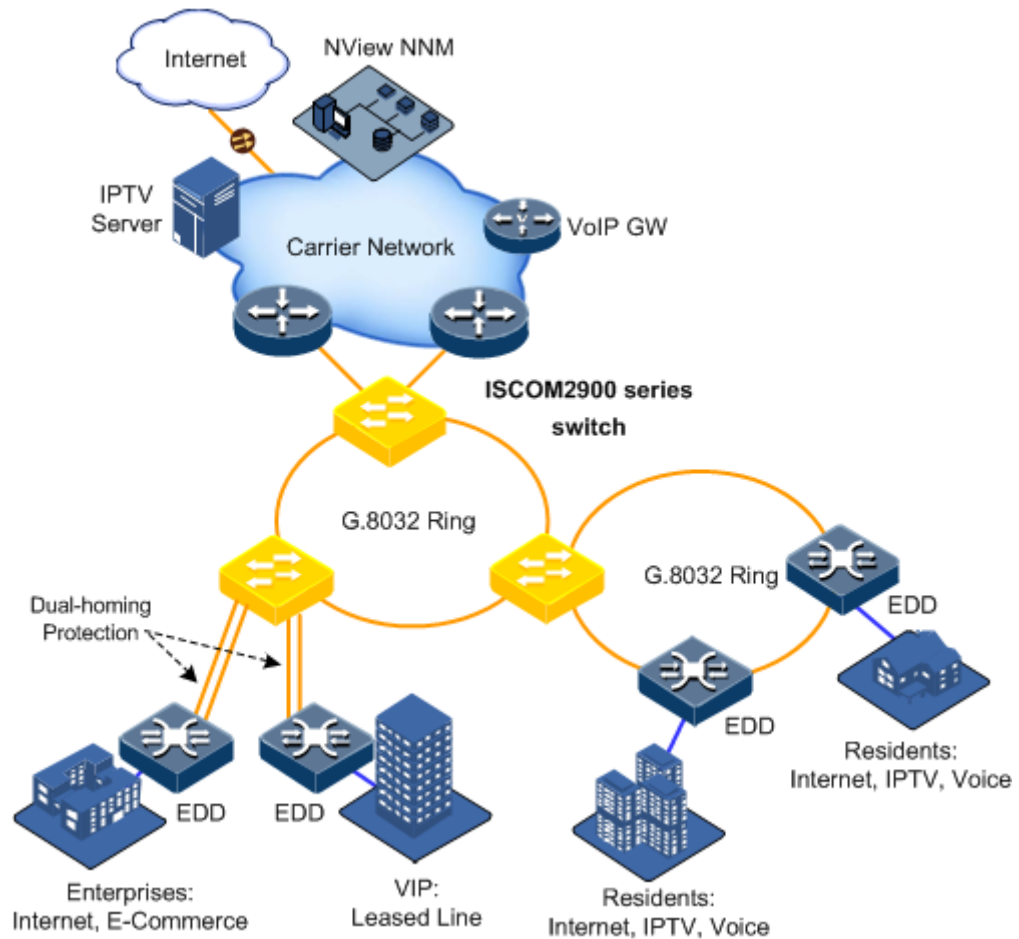 Internet
NView NNM
IPTV
Server
VoIP GW
Carrier Network
ISCOM2900 series
switch
G.8032 Ring
G.8032 Ring
EDD
Dual-homing
Protection
EDD
Residents:
Internet, IPTV, Voice
EDD
EDD
Enterprises:
Internet, E-Commerce
VIP:
Leased Line
Residents:
Internet, IPTV, Voice